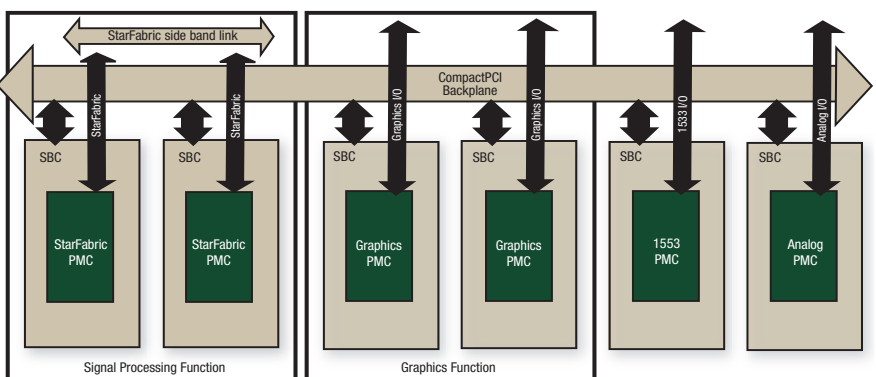 StarFabric side band link
CompactPCI
Backplane
StarFabric
StarFabric
Graphics I/O
Graphics I/O
1533 I/O
Analog I/O
SBC
SBC
SBC
SBC
SBC
SBC
StarFabric
PMC
StarFabric
PMC
Graphics
PMC
Graphics
PMC
1553
PMC
Analog
PMC
Signal Processing Function
Graphics Function